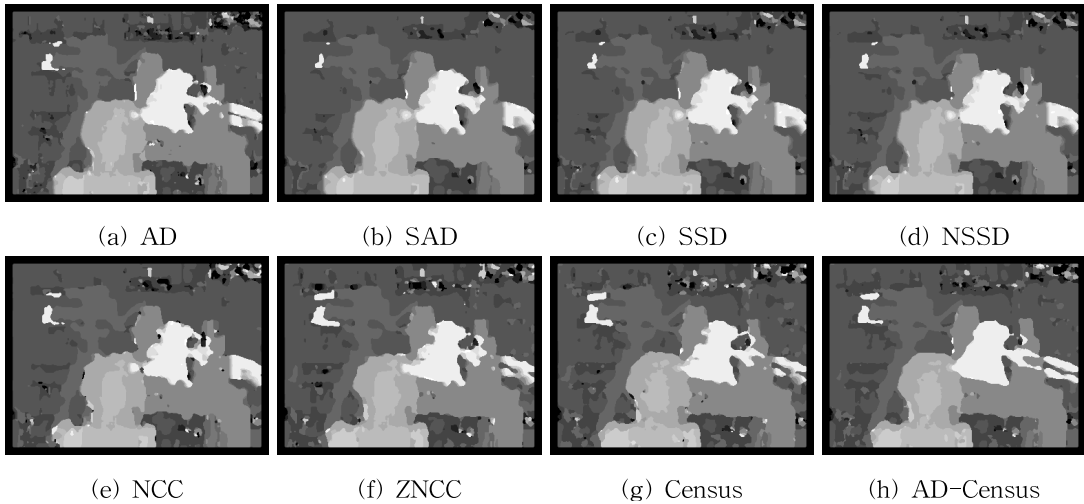 (a) AD
(b) SAD
(c) SSD
(d) NSSD
(e) NCC
(f) ZNCC
(g) Census
(h) AD-Census